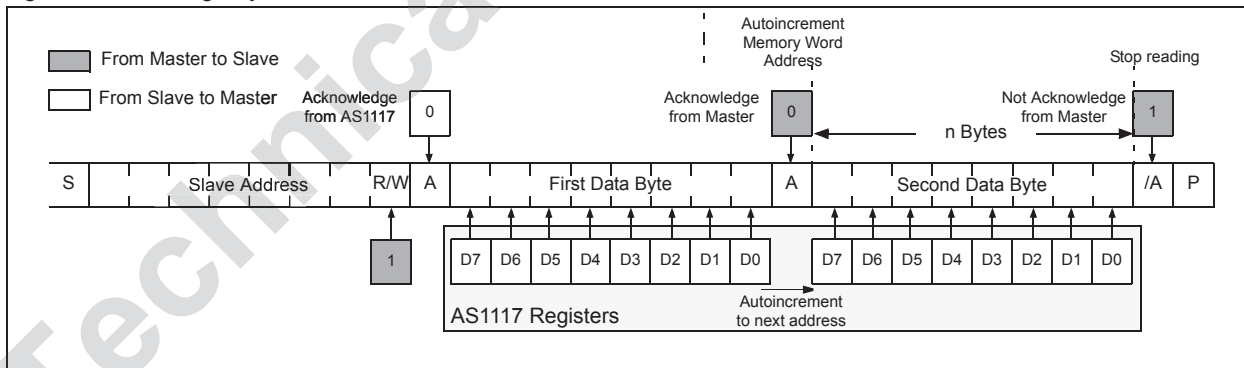 Autoincrement
Memory Word
Address
Stop reading
From Master to Slave
From Slave to Master
Acknowledge
from AS1117
0
Acknowledge
from Master
0
n Bytes
Not Acknowledge
from Master
1
S Slave Address R/W A First Data Byte A Second Data Byte /A P
1
D7 D6 D5 D4 D3 D2 D1 D0 D7 D6 D5 D4 D3 D2 D1 D0
AS1117 Registers
Autoincrement
to next address
Technica